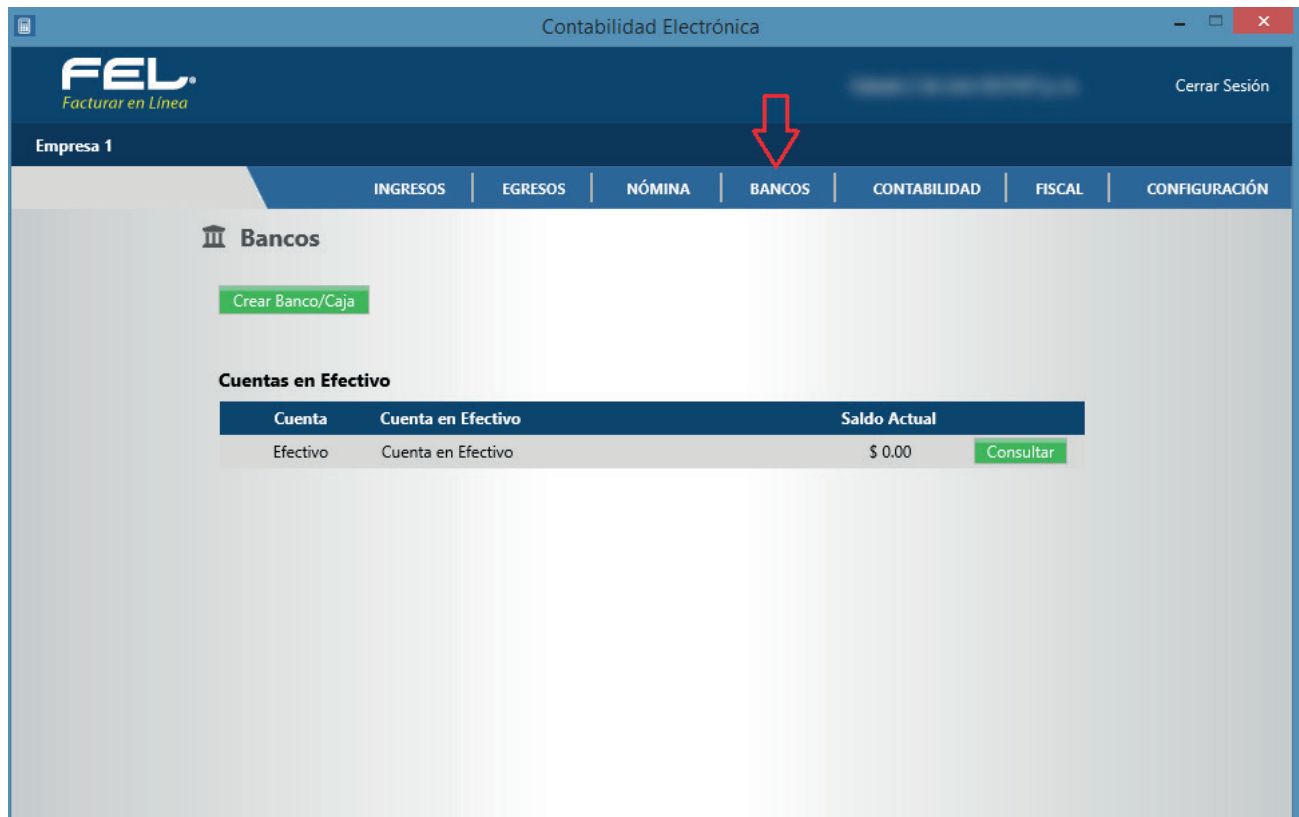 Contabilidad Electrónica
FEL®
Facturar en Línea
Cerrar Sesión
Empresa 1
INGRESOS EGRESOS NÓMINA BANCOS CONTABILIDAD FISCAL CONFIGURACIÓN
Bancos
Crear Banco/Caja
Cuentas en Efectivo
Cuenta Cuenta en Efectivo Saldo Actual
Efectivo Cuenta en Efectivo $ 0.00 Consultar